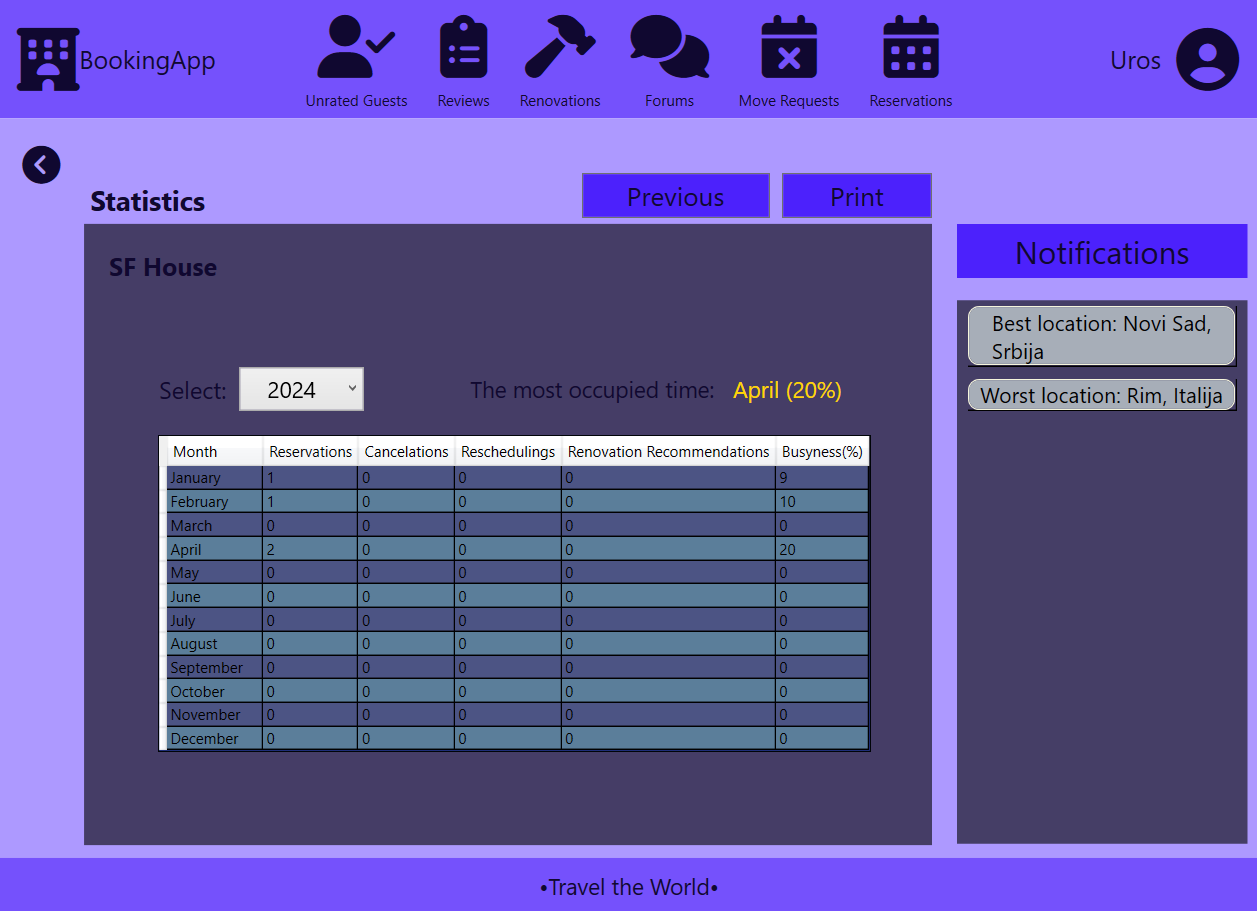 BookingApp
Unrated Guests
Reviews
Renovations
Forums
Move Requests
Reservations
Uros
Statistics
Previous
Print
SF House
Select: 2024
The most occupied time: April (20%)
Month Reservations Cancelations Reschedulings Renovation Recommendations Busyness(%)
January 1 0 0 0 9
February 1 0 0 0 10
March 0 0 0 0 0
April 2 0 0 0 20
May 0 0 0 0 0
June 0 0 0 0 0
July 0 0 0 0 0
August 0 0 0 0 0
September 0 0 0 0 0
October 0 0 0 0 0
November 0 0 0 0 0
December 0 0 0 0 0
Notifications
Best location: Novi Sad,
Srbija
Worst location: Rim, Italija
•Travel the World•